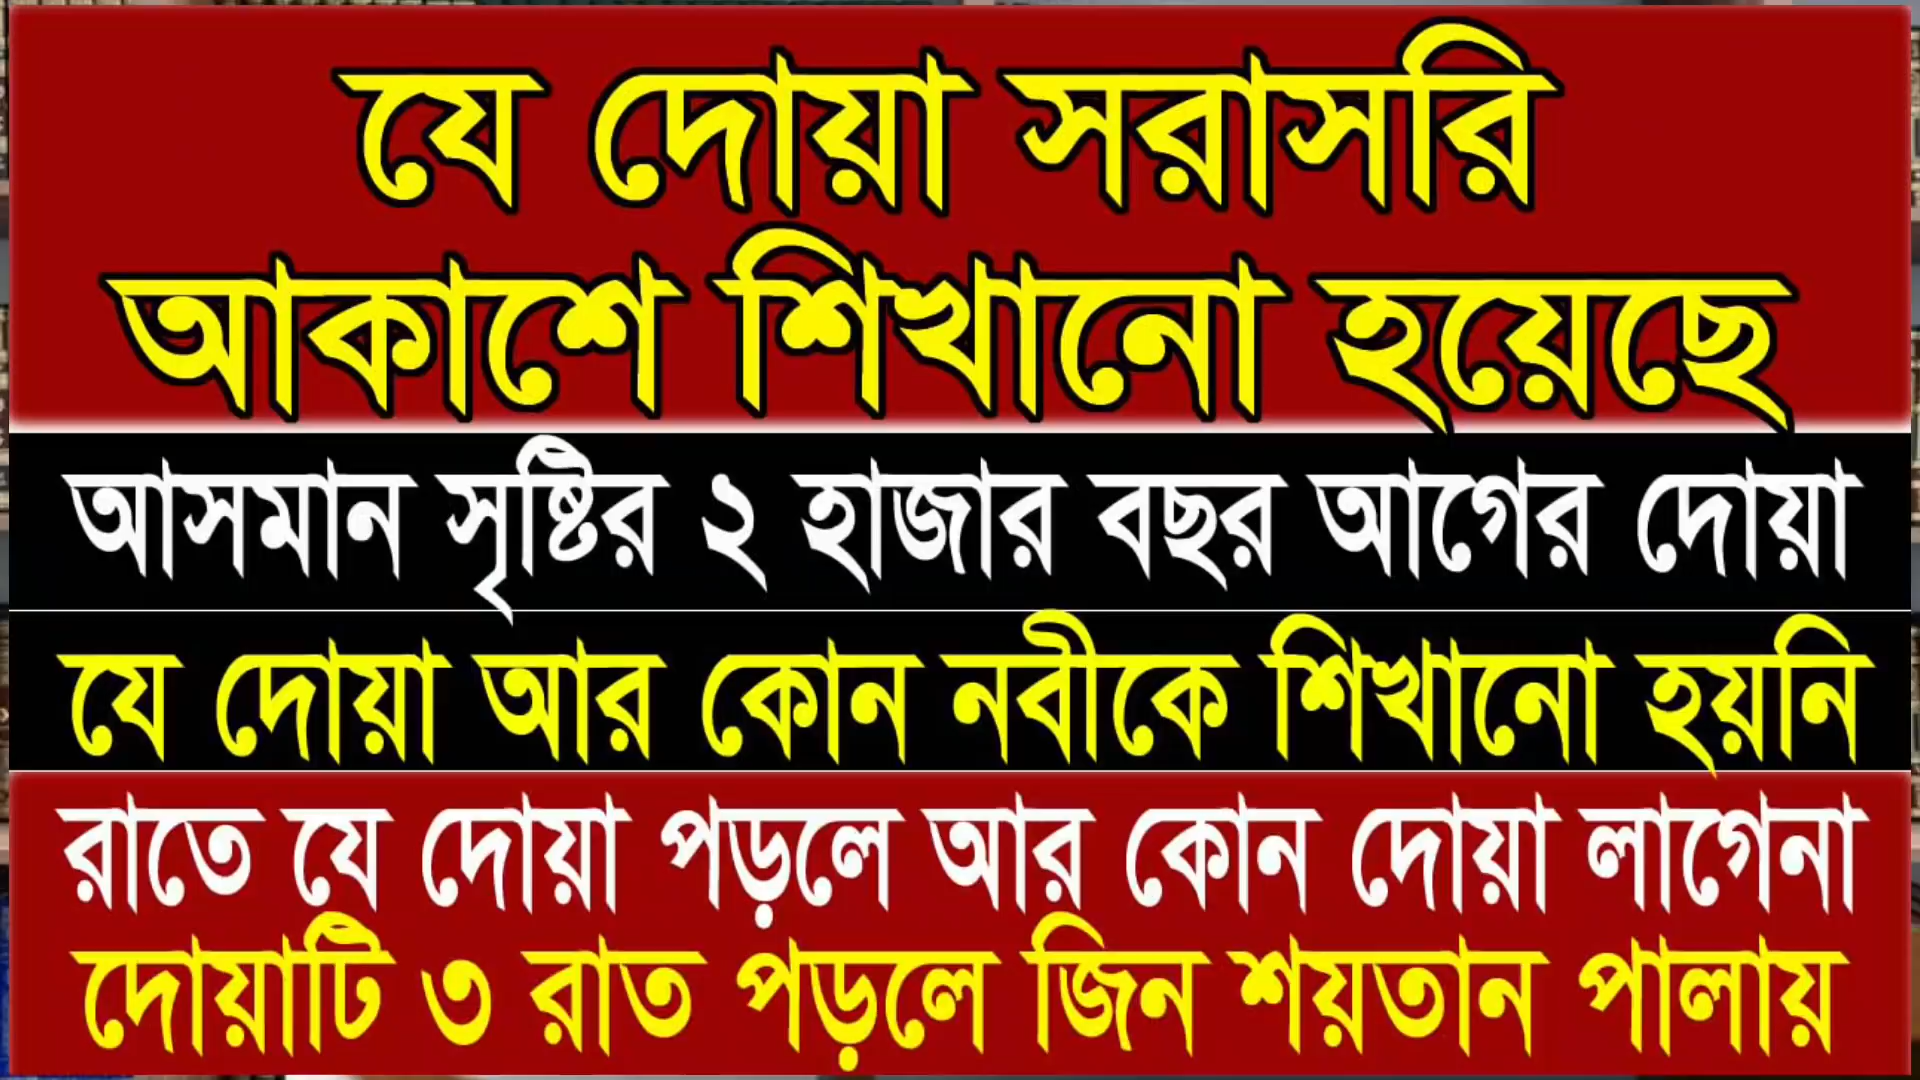 যে দোয়া সরাসরি
আকাশে শিখানো হয়েছে
আসমান সৃষ্টির ২ হাজার বছর আগের দোয়া
যে দোয়া আর কোন নবীকে শিখানো হয়নি
রাতে যে দোয়া পড়লে আর কোন দোয়া লাগেনা
দোয়াটি ৩ রাত পড়লে জিন শয়তান পালায়